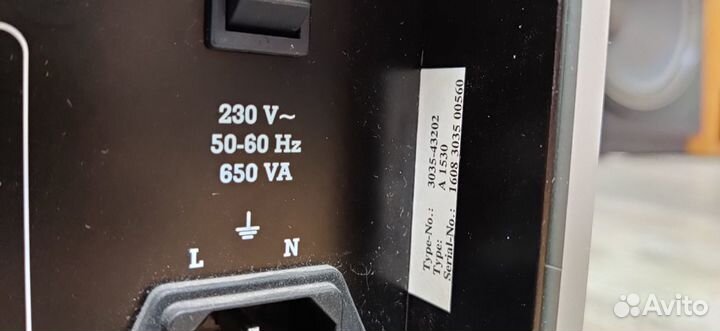 230 V~
50-60 Hz
650 VA
L N
Type-No.: 3035-43202
Type: A 1530
Serial-No.: 1608 3035 00560
Avito